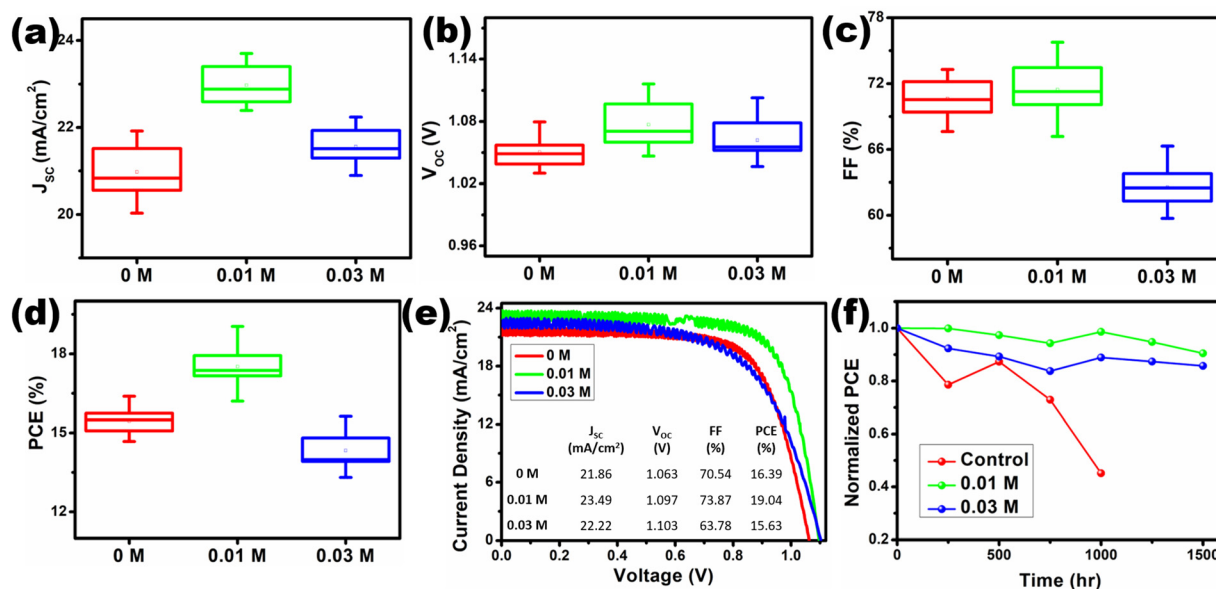 (a)
24
22
20
J_SC (mA/cm²)
0 M 0.01 M 0.03 M
(b)
1.14
1.08
1.02
0.96
V_OC (V)
0 M 0.01 M 0.03 M
(c)
78
72
66
60
FF (%)
0 M 0.01 M 0.03 M
(d)
18
15
12
PCE (%)
0 M 0.01 M 0.03 M
(e)
24
18
12
6
0
Current Density (mA/cm²)
0 M
0.01 M
0.03 M
J_SC V_OC FF PCE
(mA/cm²) (V) (%) (%)
0 M 21.86 1.063 70.54 16.39
0.01 M 23.49 1.097 73.87 19.04
0.03 M 22.22 1.103 63.78 15.63
0.0 0.2 0.4 0.6 0.8 1.0
Voltage (V)
(f)
1.0
0.8
0.6
0.4
0.2
Normalized PCE
Control
0.01 M
0.03 M
0 500 1000 1500
Time (hr)